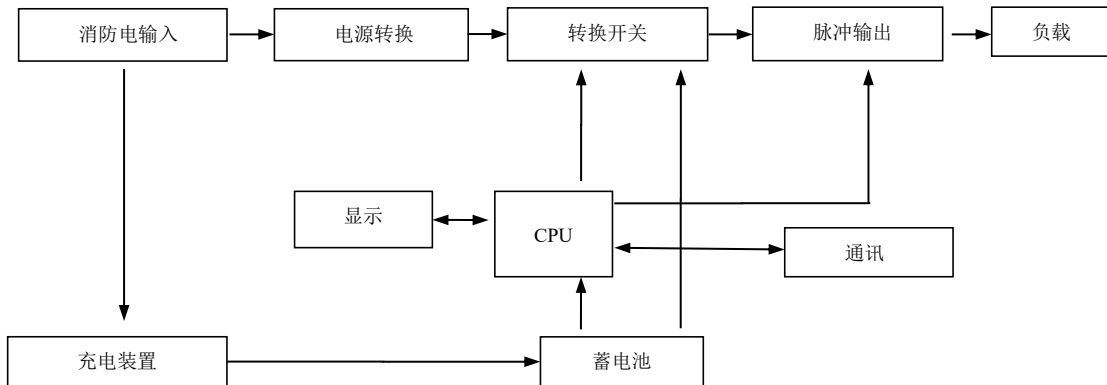 消防电输入
电源转换
转换开关
脉冲输出
负载
显示
CPU
通讯
充电装置
蓄电池